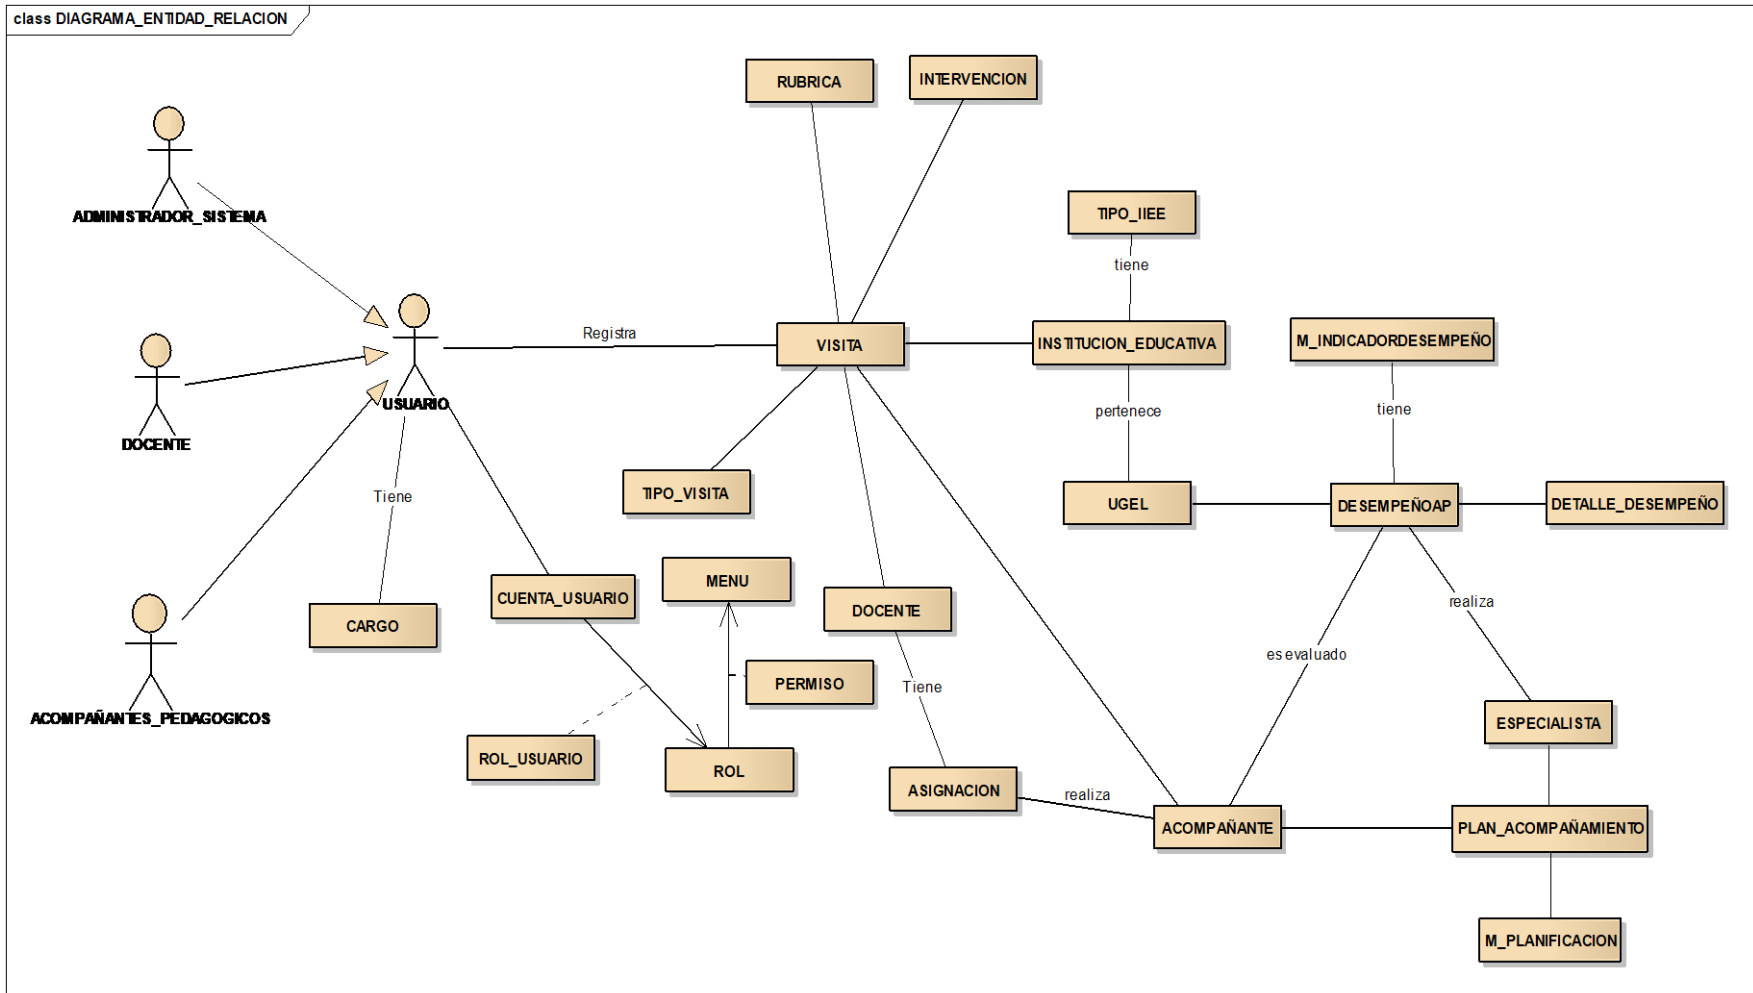 class DIAGRAMA_ENTIDAD_RELACION
RUBRICA
INTERVENCION
ADMINISTRADOR_SISTEMA
TIPO_IIEE
tiene
Registra
VISITA
INSTITUCION_EDUCATIVA
M_INDICADORDESEMPEÑO
USUARIO
pertenece
tiene
DOCENTE
Tiene
TIPO_VISITA
UGEL
DESEMPEÑOAP
DETALLE_DESEMPEÑO
MENU
CUENTA_USUARIO
DOCENTE
realiza
CARGO
es evaluado
PERMISO
Tiene
ACOMPAÑANTES_PEDAGOGICOS
ESPECIALISTA
ROL_USUARIO
ROL
ASIGNACION
realiza
ACOMPAÑANTE
PLAN_ACOMPAÑAMIENTO
M_PLANIFICACION